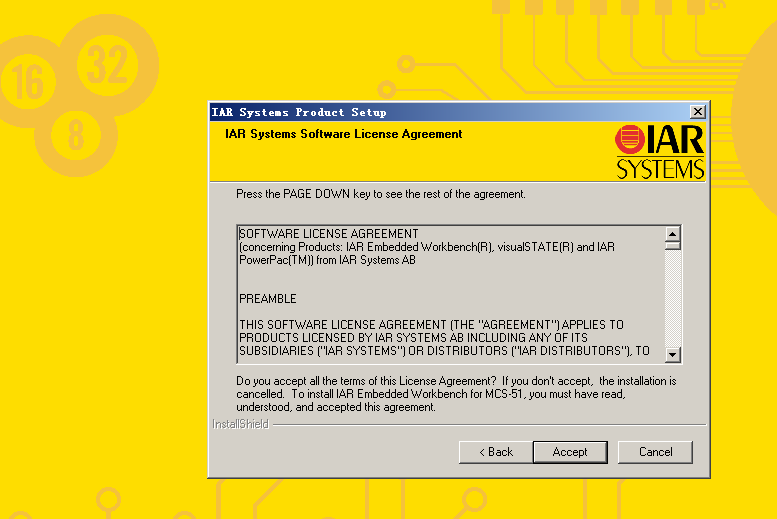 16
32
8
IAR Systems Product Setup
IAR Systems Software License Agreement
IAR
SYSTEMS
Press the PAGE DOWN key to see the rest of the agreement.
SOFTWARE LICENSE AGREEMENT
(concerning Products: IAR Embedded Workbench(R), visualSTATE(R) and IAR
PowerPac(TM)) from IAR Systems AB
PREAMBLE
THIS SOFTWARE LICENSE AGREEMENT (THE "AGREEMENT") APPLIES TO
PRODUCTS LICENSED BY IAR SYSTEMS AB INCLUDING ANY OF ITS
SUBSIDIARIES ("IAR SYSTEMS") OR DISTRIBUTORS ("IAR DISTRIBUTORS"), TO
Do you accept all the terms of this License Agreement? If you don't accept, the installation is
cancelled. To install IAR Embedded Workbench for MCS-51, you must have read,
understood, and accepted this agreement.
InstallShield
< Back
Accept
Cancel